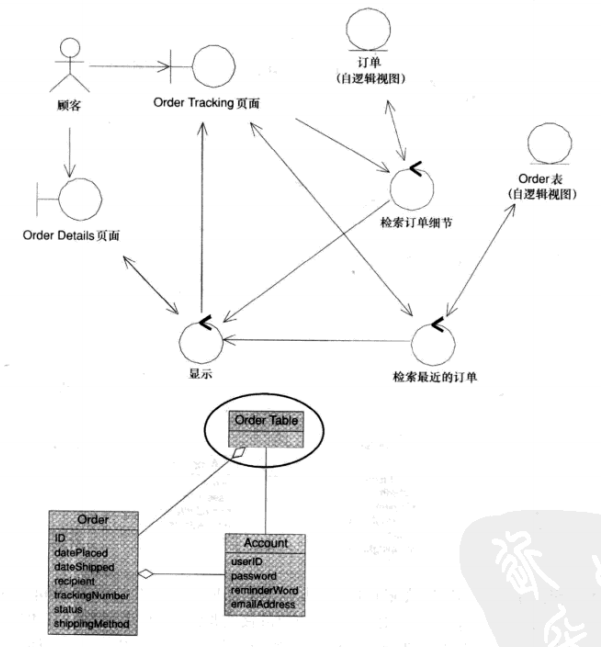 订单
(自逻辑视图)
顾客
Order Tracking 页面
Order 表
(自逻辑视图)
检索订单细节
Order Details 页面
显示
检索最近的订单
Order Table
Order
ID
datePlaced
dateShipped
recipient
trackingNumber
status
shippingMethod
Account
userID
password
reminderWord
emailAddress